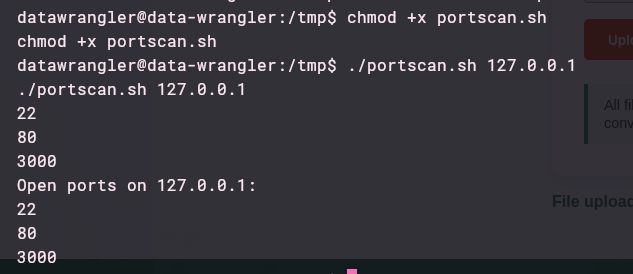 datawrangler@data-wrangler:/tmp$ chmod +x portscan.sh
chmod +x portscan.sh
datawrangler@data-wrangler:/tmp$ ./portscan.sh 127.0.0.1
./portscan.sh 127.0.0.1
22
80
3000
Open ports on 127.0.0.1:
22
80
3000
Uplo
All fil
conv
File upload